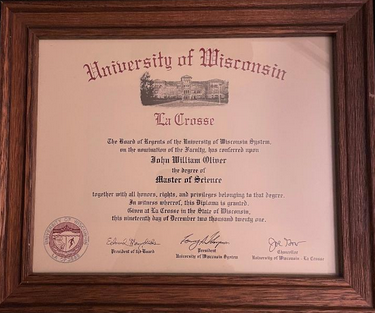 University of Wisconsin
La Crosse
The Board of Regents of the University of Wisconsin System,
on the nomination of the Faculty, has conferred upon
John William Oliver
the degree of
Master of Science
together with all honors, rights, and privileges belonging to that degree.
In witness whereof, this Diploma is granted.
Given at La Crosse in the State of Wisconsin,
this nineteenth day of December two thousand twenty one.
President of the Board
President
University of Wisconsin System
Chancellor
University of Wisconsin - La Crosse